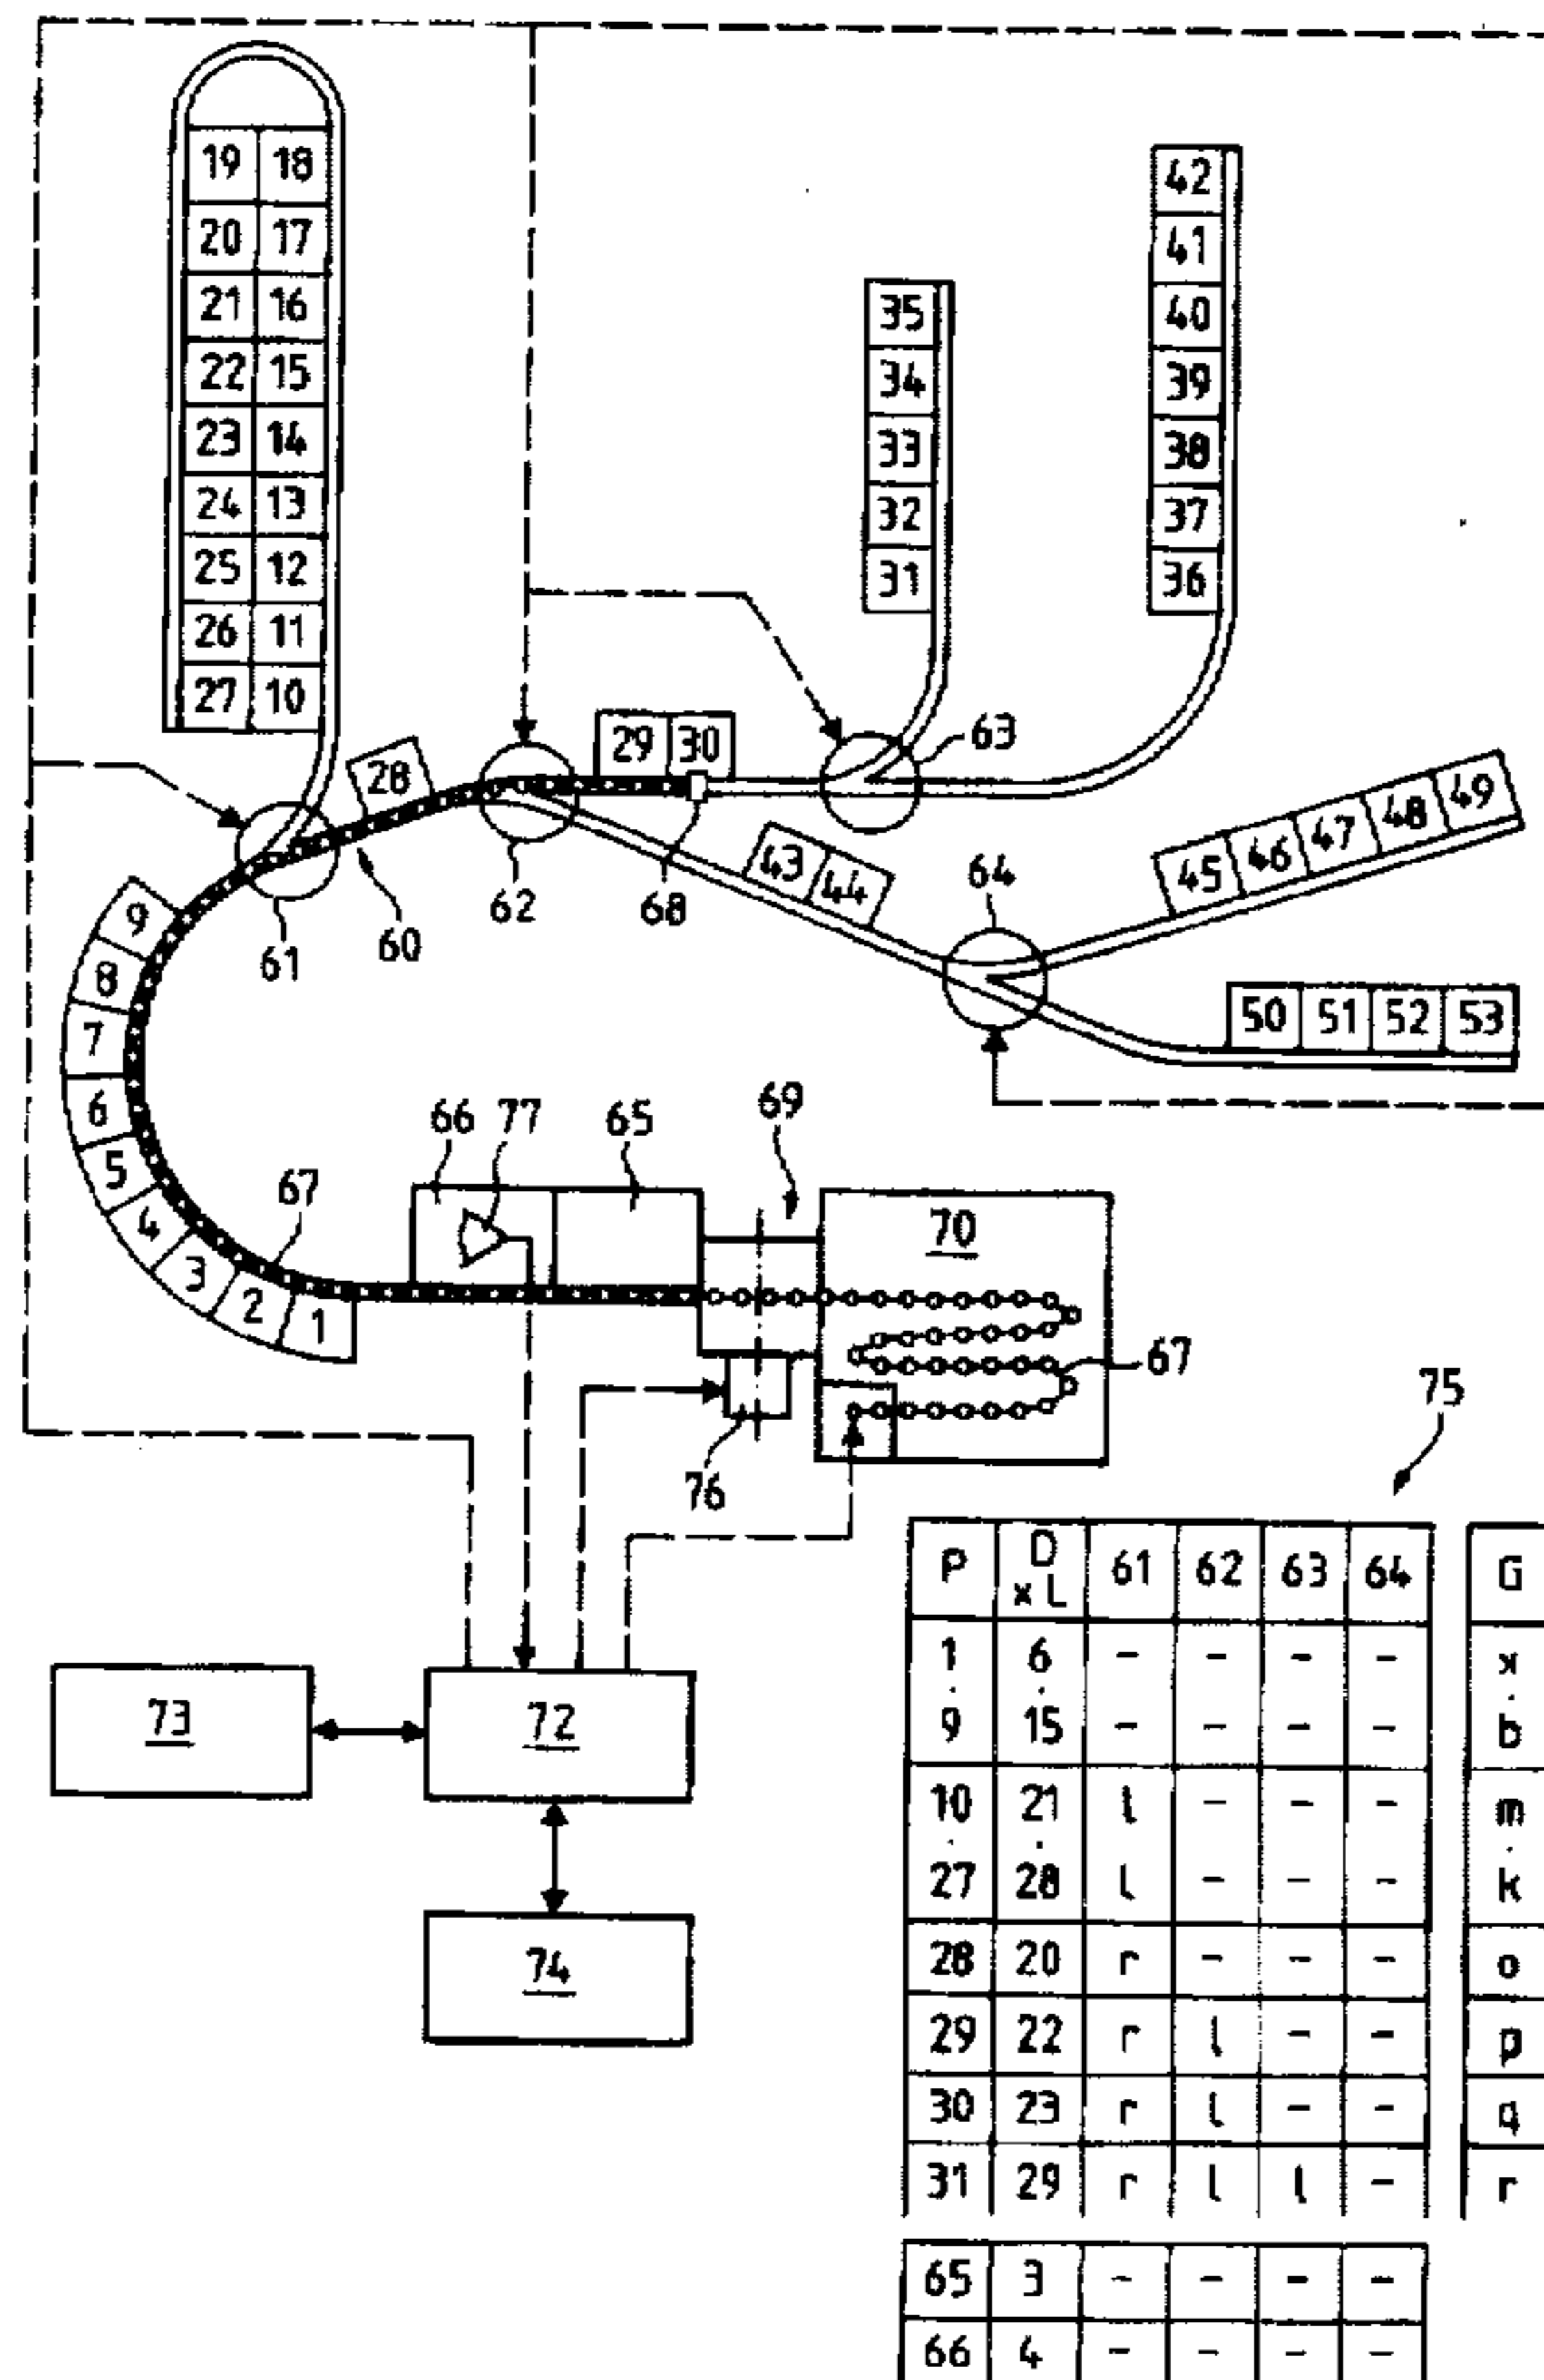 19 18
20 17
21 16
22 15
23 14
24 13
25 12
26 11
27 10
42
41
40
39
38
37
36
35
34
33
32
31
28
29 30
63
43 44
45 46 47 48 49
64
61
60
62
68
50 51 52 53
9
8
7
6
5
4
3
2
1
67
66 77 65 69
70
67
76
75
73
72
74
P D x L 61 62 63 64 G
1 6 - - - - x
. . .
9 15 - - - - b
10 21 l - - - m
. . .
27 28 l - - - k
28 20 r - - - o
29 22 r l - - p
30 23 r l - - q
31 29 r l l - r
65 3 - - - -
66 4 - - - -